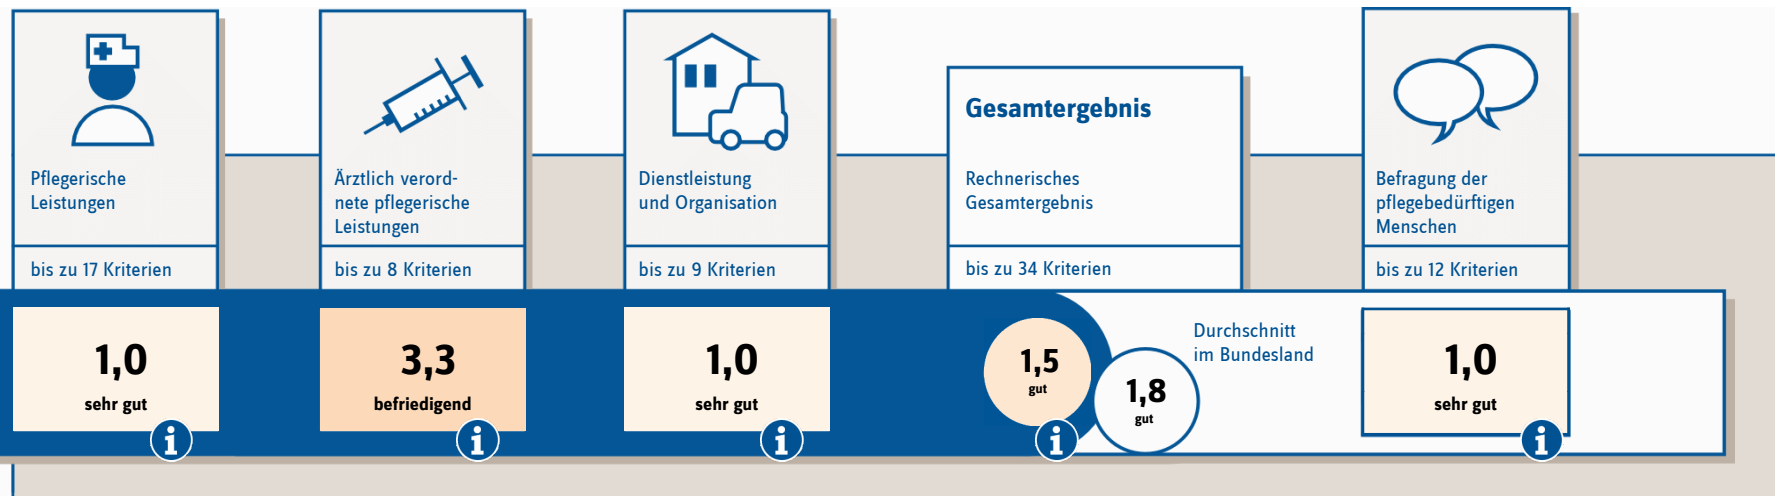 Pflegerische
Leistungen
bis zu 17 Kriterien
1,0
sehr gut
i
Ärztlich verord-
nete pflegerische
Leistungen
bis zu 8 Kriterien
3,3
befriedigend
i
Dienstleistung
und Organisation
bis zu 9 Kriterien
1,0
sehr gut
i
Gesamtergebnis
Rechnerisches
Gesamtergebnis
bis zu 34 Kriterien
1,5
gut
i
1,8
gut
Durchschnitt
im Bundesland
Befragung der
pflegebedürftigen
Menschen
bis zu 12 Kriterien
1,0
sehr gut
i